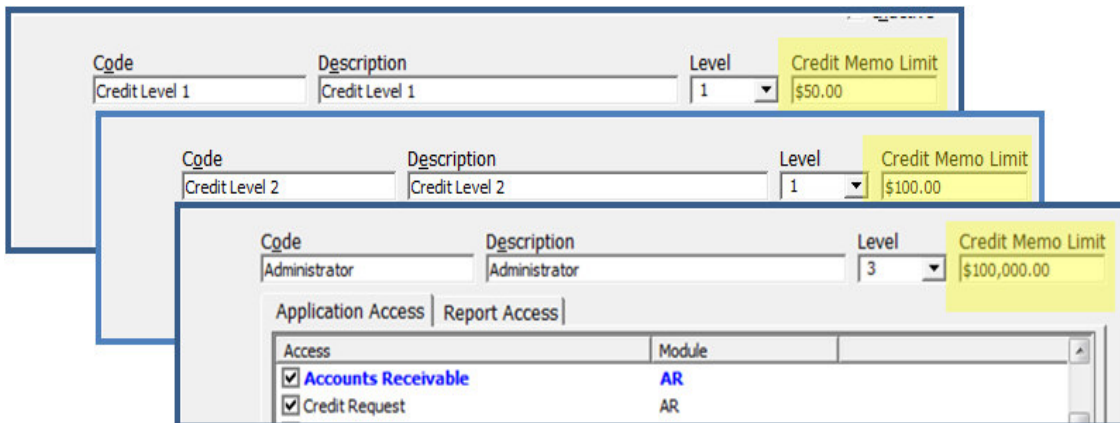 Code Description Level Credit Memo Limit
Credit Level 1 Credit Level 1 1 $50.00
Code Description Level Credit Memo Limit
Credit Level 2 Credit Level 2 1 $100.00
Code Description Level Credit Memo Limit
Administrator Administrator 3 $100,000.00
Application Access Report Access
Access Module
Accounts Receivable AR
Credit Request AR